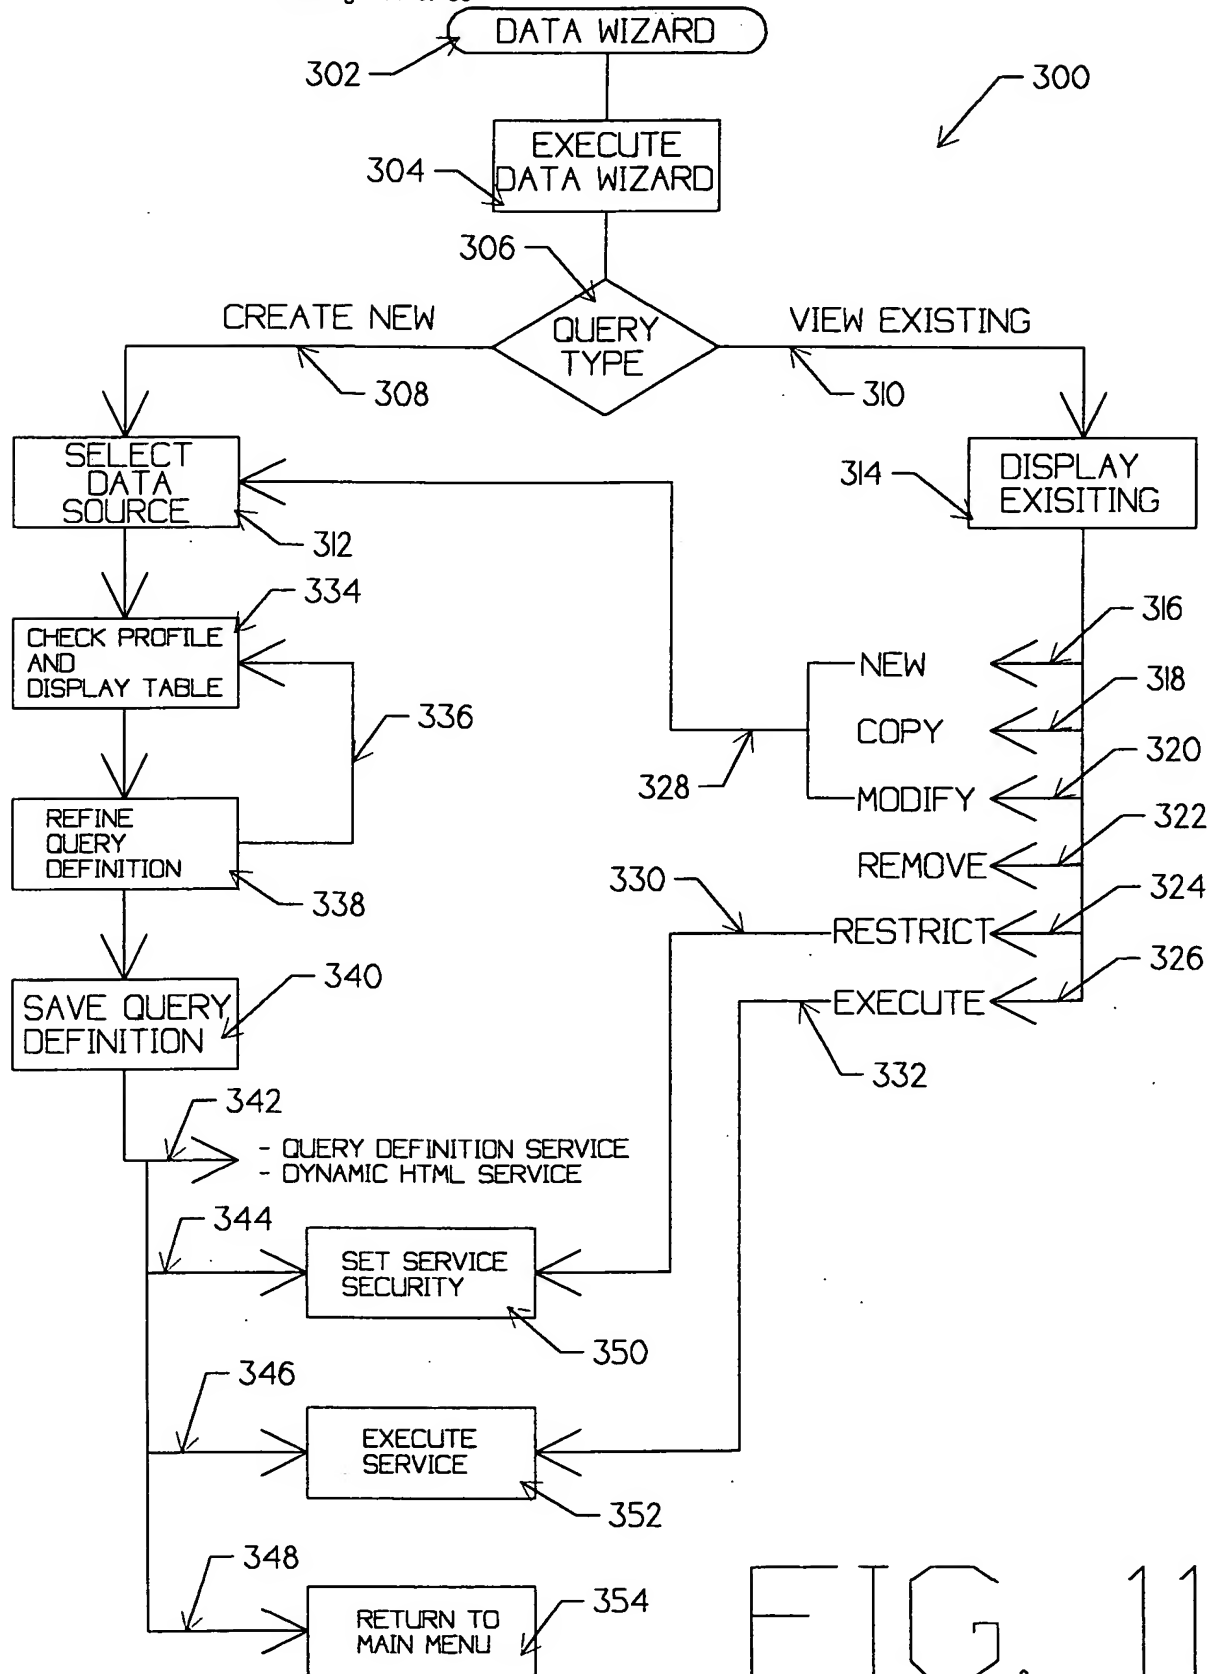 DATA WIZARD
302
300
EXECUTE
DATA WIZARD
304
306
CREATE NEW
QUERY
TYPE
VIEW EXISTING
308
310
SELECT
DATA
SOURCE
312
314
DISPLAY
EXISITING
334
CHECK PROFILE
AND
DISPLAY TABLE
316
NEW
318
336
COPY
320
328
MODIFY
REFINE
QUERY
DEFINITION
322
REMOVE
338
330
324
RESTRICT
326
340
SAVE QUERY
DEFINITION
EXECUTE
332
342
- QUERY DEFINITION SERVICE
- DYNAMIC HTML SERVICE
344
SET SERVICE
SECURITY
350
346
EXECUTE
SERVICE
352
348
RETURN TO
MAIN MENU
354
FIG. 11